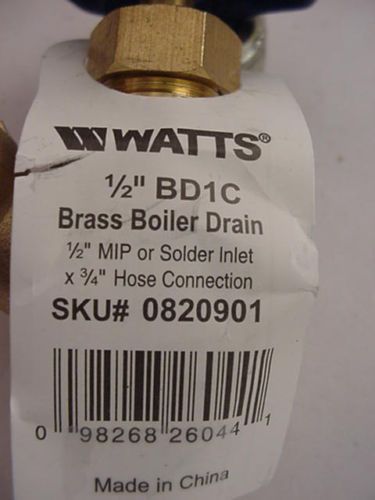 WATTS®
½" BD1C
Brass Boiler Drain
½" MIP or Solder Inlet
x ¾" Hose Connection
SKU# 0820901
0 98268 26044 1
Made in China